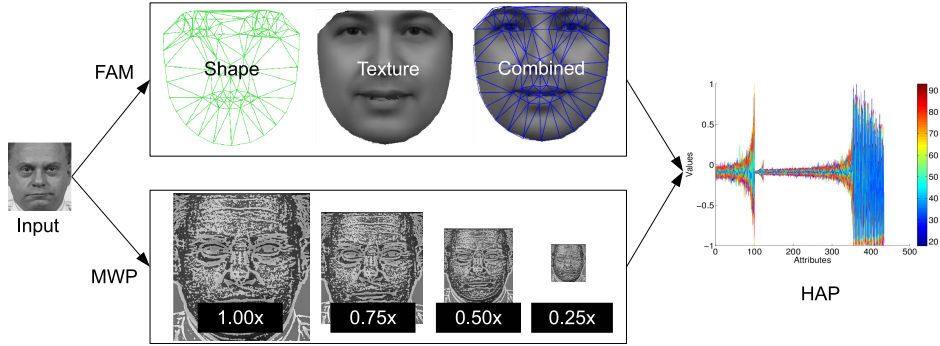 FAM
Shape
Texture
Combined
Input
MWP
1.00x
0.75x
0.50x
0.25x
1
0.5
0
−0.5
−1
Values
0
100
200
300
400
500
Attributes
90
80
70
60
50
40
30
20
HAP